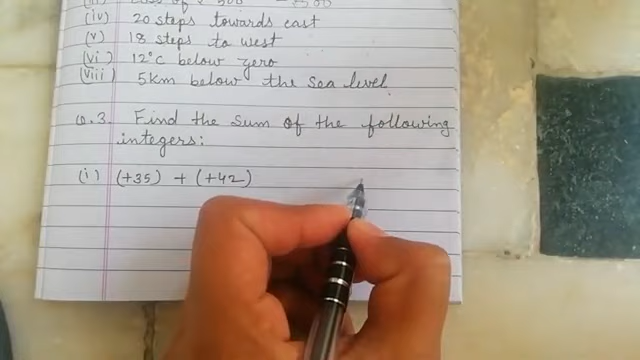 (iv) 20 steps towards east
(v) 18 steps to west
(vi) 12°C below zero
(viii) 5km below the sea level
Q.3. Find the sum of the following
integers:
(i) (+35) + (+42)